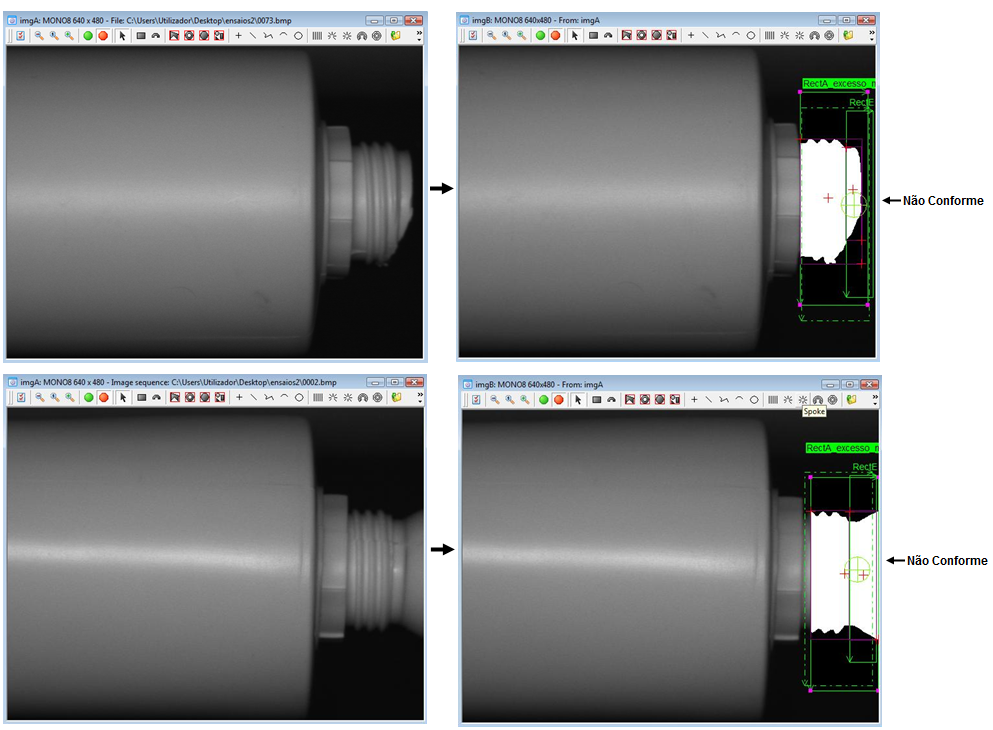 imgA: MONO8 640 x 480 - File: C:\Users\Utilizador\Desktop\ensaios2\0073.bmp
imgB: MONO8 640x480 - From: imgA
RectA_excesso_
RectE
Não Conforme
imgA: MONO8 640 x 480 - Image sequence: C:\Users\Utilizador\Desktop\ensaios2\0002.bmp
imgB: MONO8 640x480 - From: imgA
Spoke
RectA_excesso_
RectE
Não Conforme